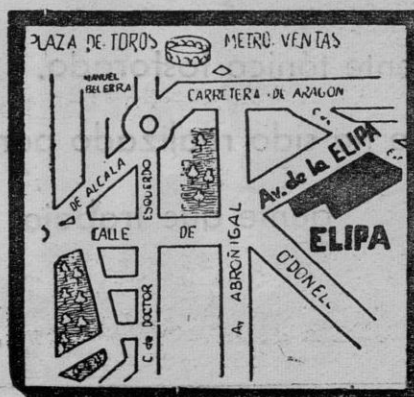 PLAZA DE TOROS METRO VENTAS
MANUEL
BECERRA
CARRETERA DE ARAGON
DE ALCALA
ESQUERDO
Av. de la ELIPA
ELIPA
CALLE DE
O'DONEL.
A, ABROÑIGAL
C de DOCTOR